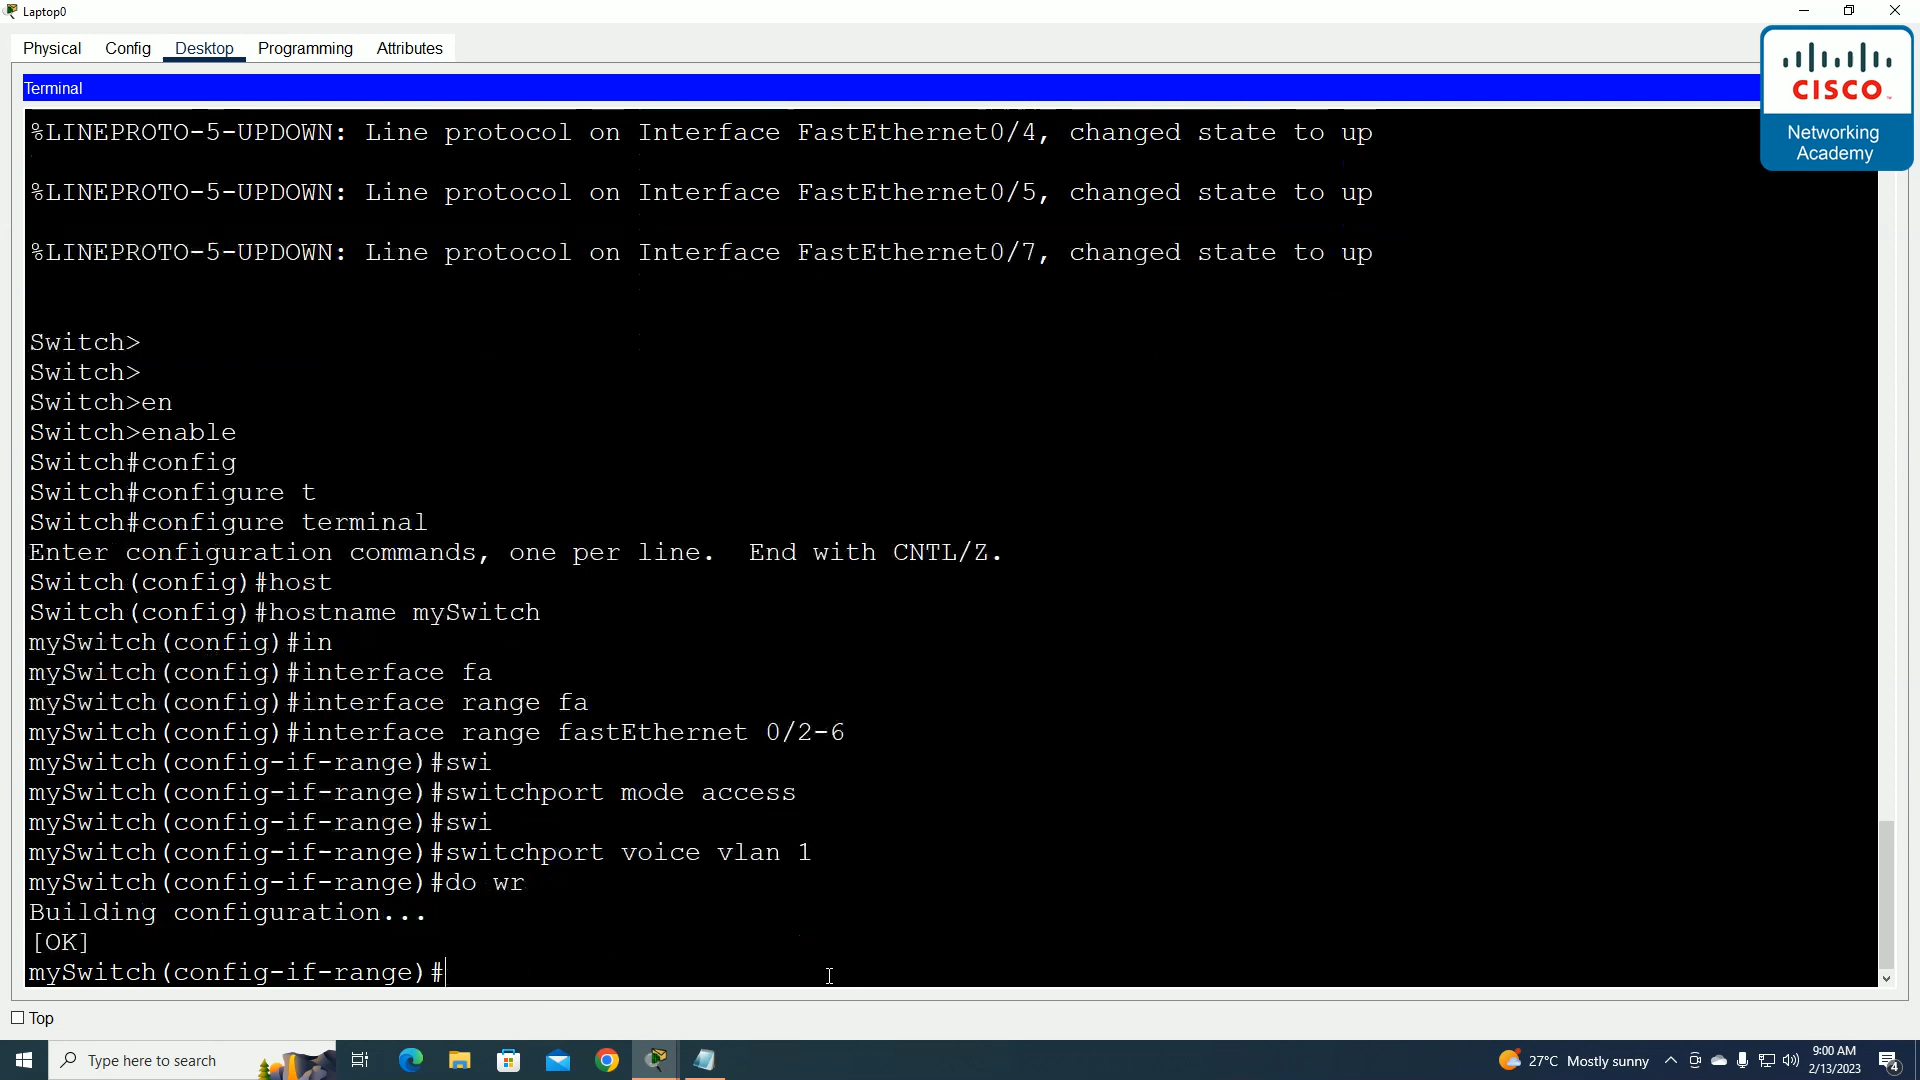 Laptop0
Physical Config Desktop Programming Attributes
Terminal
CISCO
Networking
Academy
%LINEPROTO-5-UPDOWN: Line protocol on Interface FastEthernet0/4, changed state to up
%LINEPROTO-5-UPDOWN: Line protocol on Interface FastEthernet0/5, changed state to up
%LINEPROTO-5-UPDOWN: Line protocol on Interface FastEthernet0/7, changed state to up
Switch>
Switch>
Switch>en
Switch>enable
Switch#config
Switch#configure t
Switch#configure terminal
Enter configuration commands, one per line.  End with CNTL/Z.
Switch(config)#host
Switch(config)#hostname mySwitch
mySwitch(config)#in
mySwitch(config)#interface fa
mySwitch(config)#interface range fa
mySwitch(config)#interface range fastEthernet 0/2-6
mySwitch(config-if-range)#swi
mySwitch(config-if-range)#switchport mode access
mySwitch(config-if-range)#swi
mySwitch(config-if-range)#switchport voice vlan 1
mySwitch(config-if-range)#do wr
Building configuration...
[OK]
mySwitch(config-if-range)#
Top
Type here to search
27°C Mostly sunny
9:00 AM
2/13/2023
4